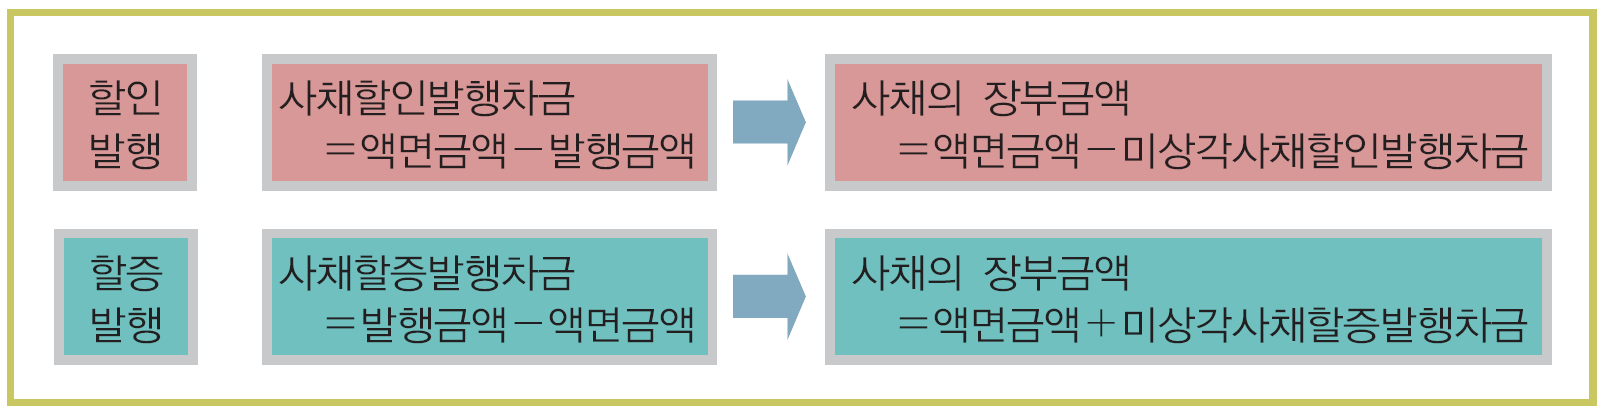 할인
발행
사채할인발행차금
=액면금액-발행금액
사채의 장부금액
=액면금액-미상각사채할인발행차금
할증
발행
사채할증발행차금
=발행금액-액면금액
사채의 장부금액
=액면금액+미상각사채할증발행차금